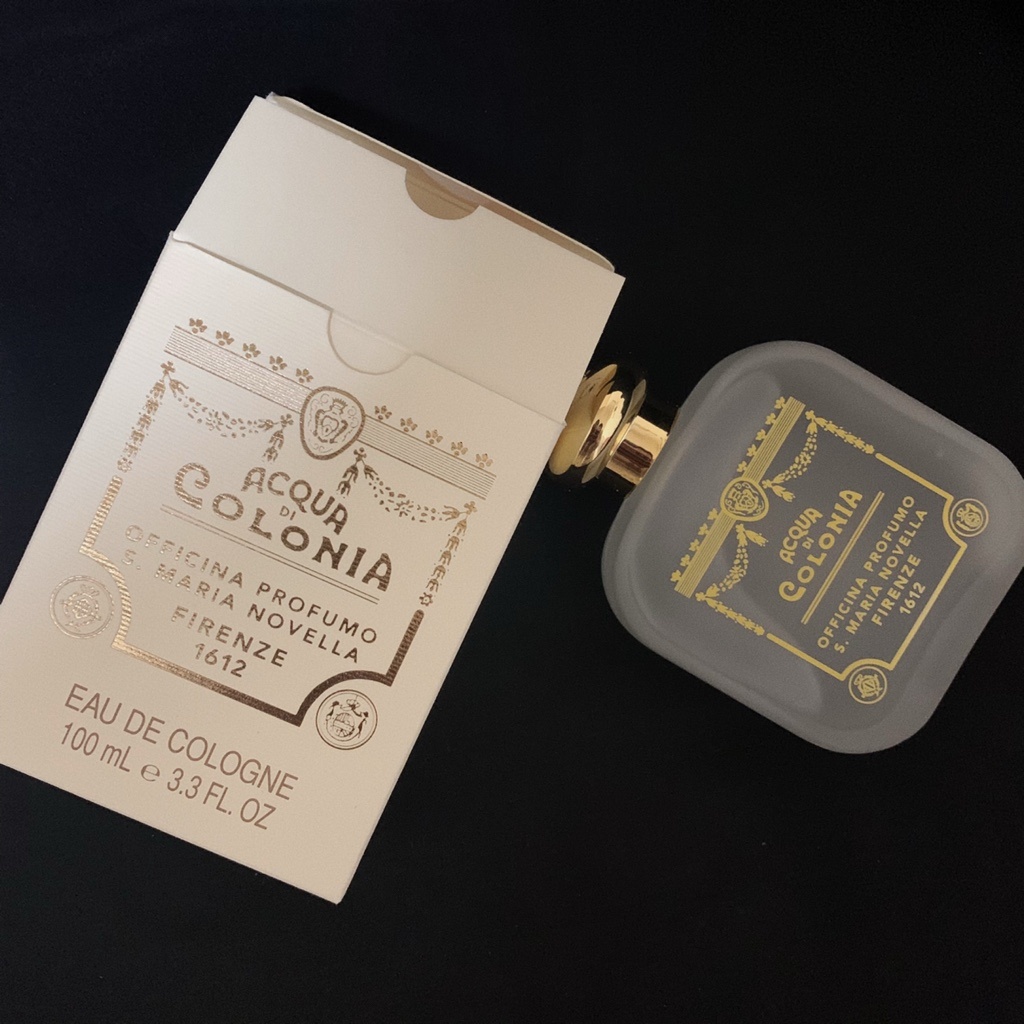 ACQUA
DI
COLONIA
OFFICINA PROFUMO
S. MARIA NOVELLA
FIRENZE
1612
EAU DE COLOGNE
100 mL ℮ 3.3 FL. OZ
ACQUA
DI
COLONIA
OFFICINA PROFUMO
S. MARIA NOVELLA
FIRENZE
1612